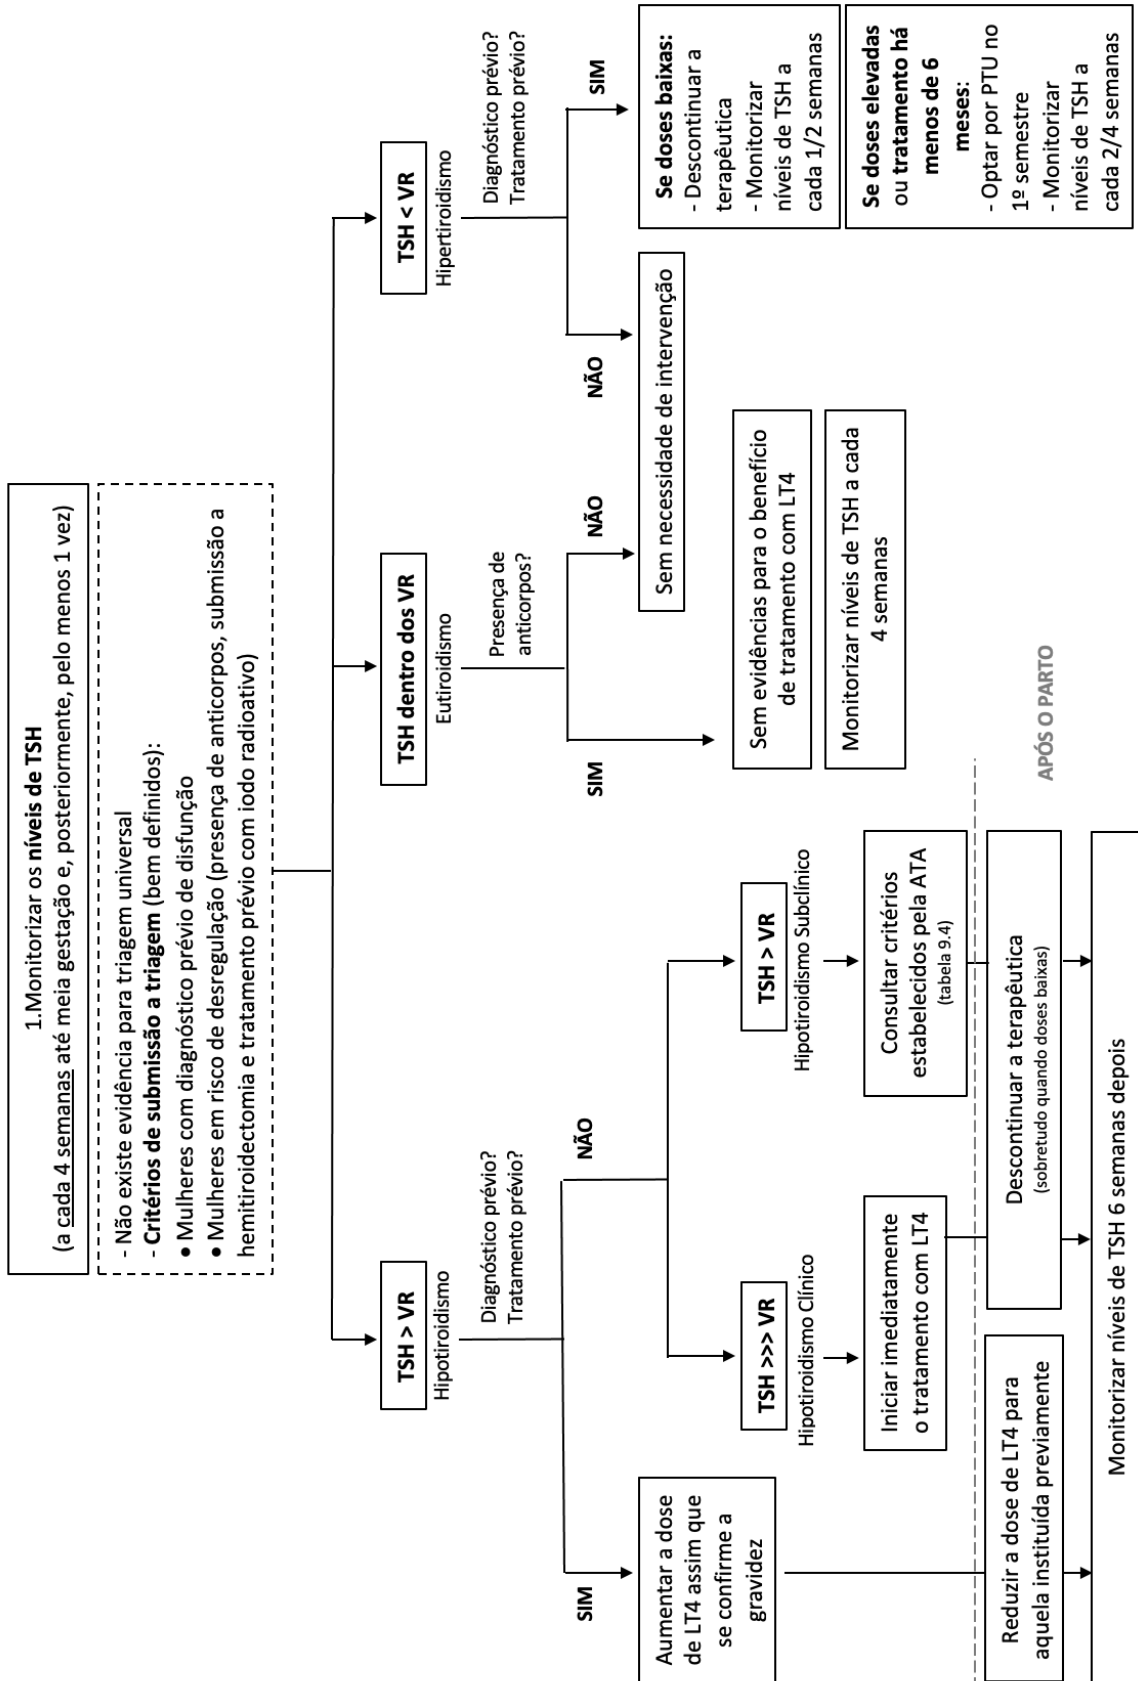 1.Monitorizar os níveis de TSH
(a cada 4 semanas até meia gestação e, posteriormente, pelo menos 1 vez)
- Não existe evidência para triagem universal
- Critérios de submissão a triagem (bem definidos):
• Mulheres com diagnóstico prévio de disfunção
• Mulheres em risco de desregulação (presença de anticorpos, submissão a
hemitiroidectomia e tratamento prévio com iodo radioativo)
TSH > VR
Hipotiroidismo
Diagnóstico prévio?
Tratamento prévio?
SIM
Aumentar a dose
de LT4 assim que
se confirme a
gravidez
NÃO
TSH >>> VR
Hipotiroidismo Clínico
Iniciar imediatamente
o tratamento com LT4
TSH > VR
Hipotiroidismo Subclínico
Consultar critérios
estabelecidos pela ATA
(tabela 9.4)
TSH dentro dos VR
Eutiroidismo
Presença de
anticorpos?
SIM
Sem evidências para o benefício
de tratamento com LT4
Monitorizar níveis de TSH a cada
4 semanas
NÃO
Sem necessidade de intervenção
TSH < VR
Hipertiroidismo
Diagnóstico prévio?
Tratamento prévio?
NÃO
SIM
Se doses baixas:
- Descontinuar a
terapêutica
- Monitorizar
níveis de TSH a
cada 1/2 semanas
Se doses elevadas
ou tratamento há
menos de 6
meses:
- Optar por PTU no
1º semestre
- Monitorizar
níveis de TSH a
cada 2/4 semanas
APÓS O PARTO
Reduzir a dose de LT4 para
aquela instituída previamente
Descontinuar a terapêutica
(sobretudo quando doses baixas)
Monitorizar níveis de TSH 6 semanas depois